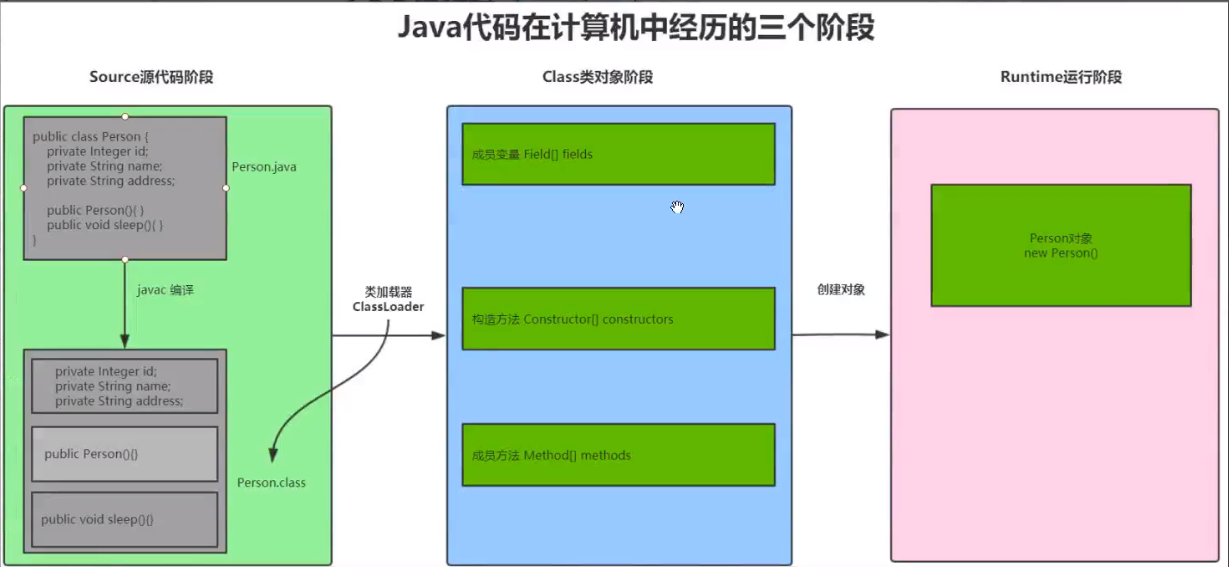 Java代码在计算机中经历的三个阶段
Source源代码阶段
public class Person {
private Integer id;
private String name;
private String address;
public Person(){ }
public void sleep(){ }
}
Person.java
javac 编译
private Integer id;
private String name;
private String address;
public Person(){}
public void sleep(){}
Person.class
类加载器
ClassLoader
Class类对象阶段
成员变量 Field[] fields
构造方法 Constructor[] constructors
成员方法 Method[] methods
创建对象
Runtime运行阶段
Person对象
new Person()